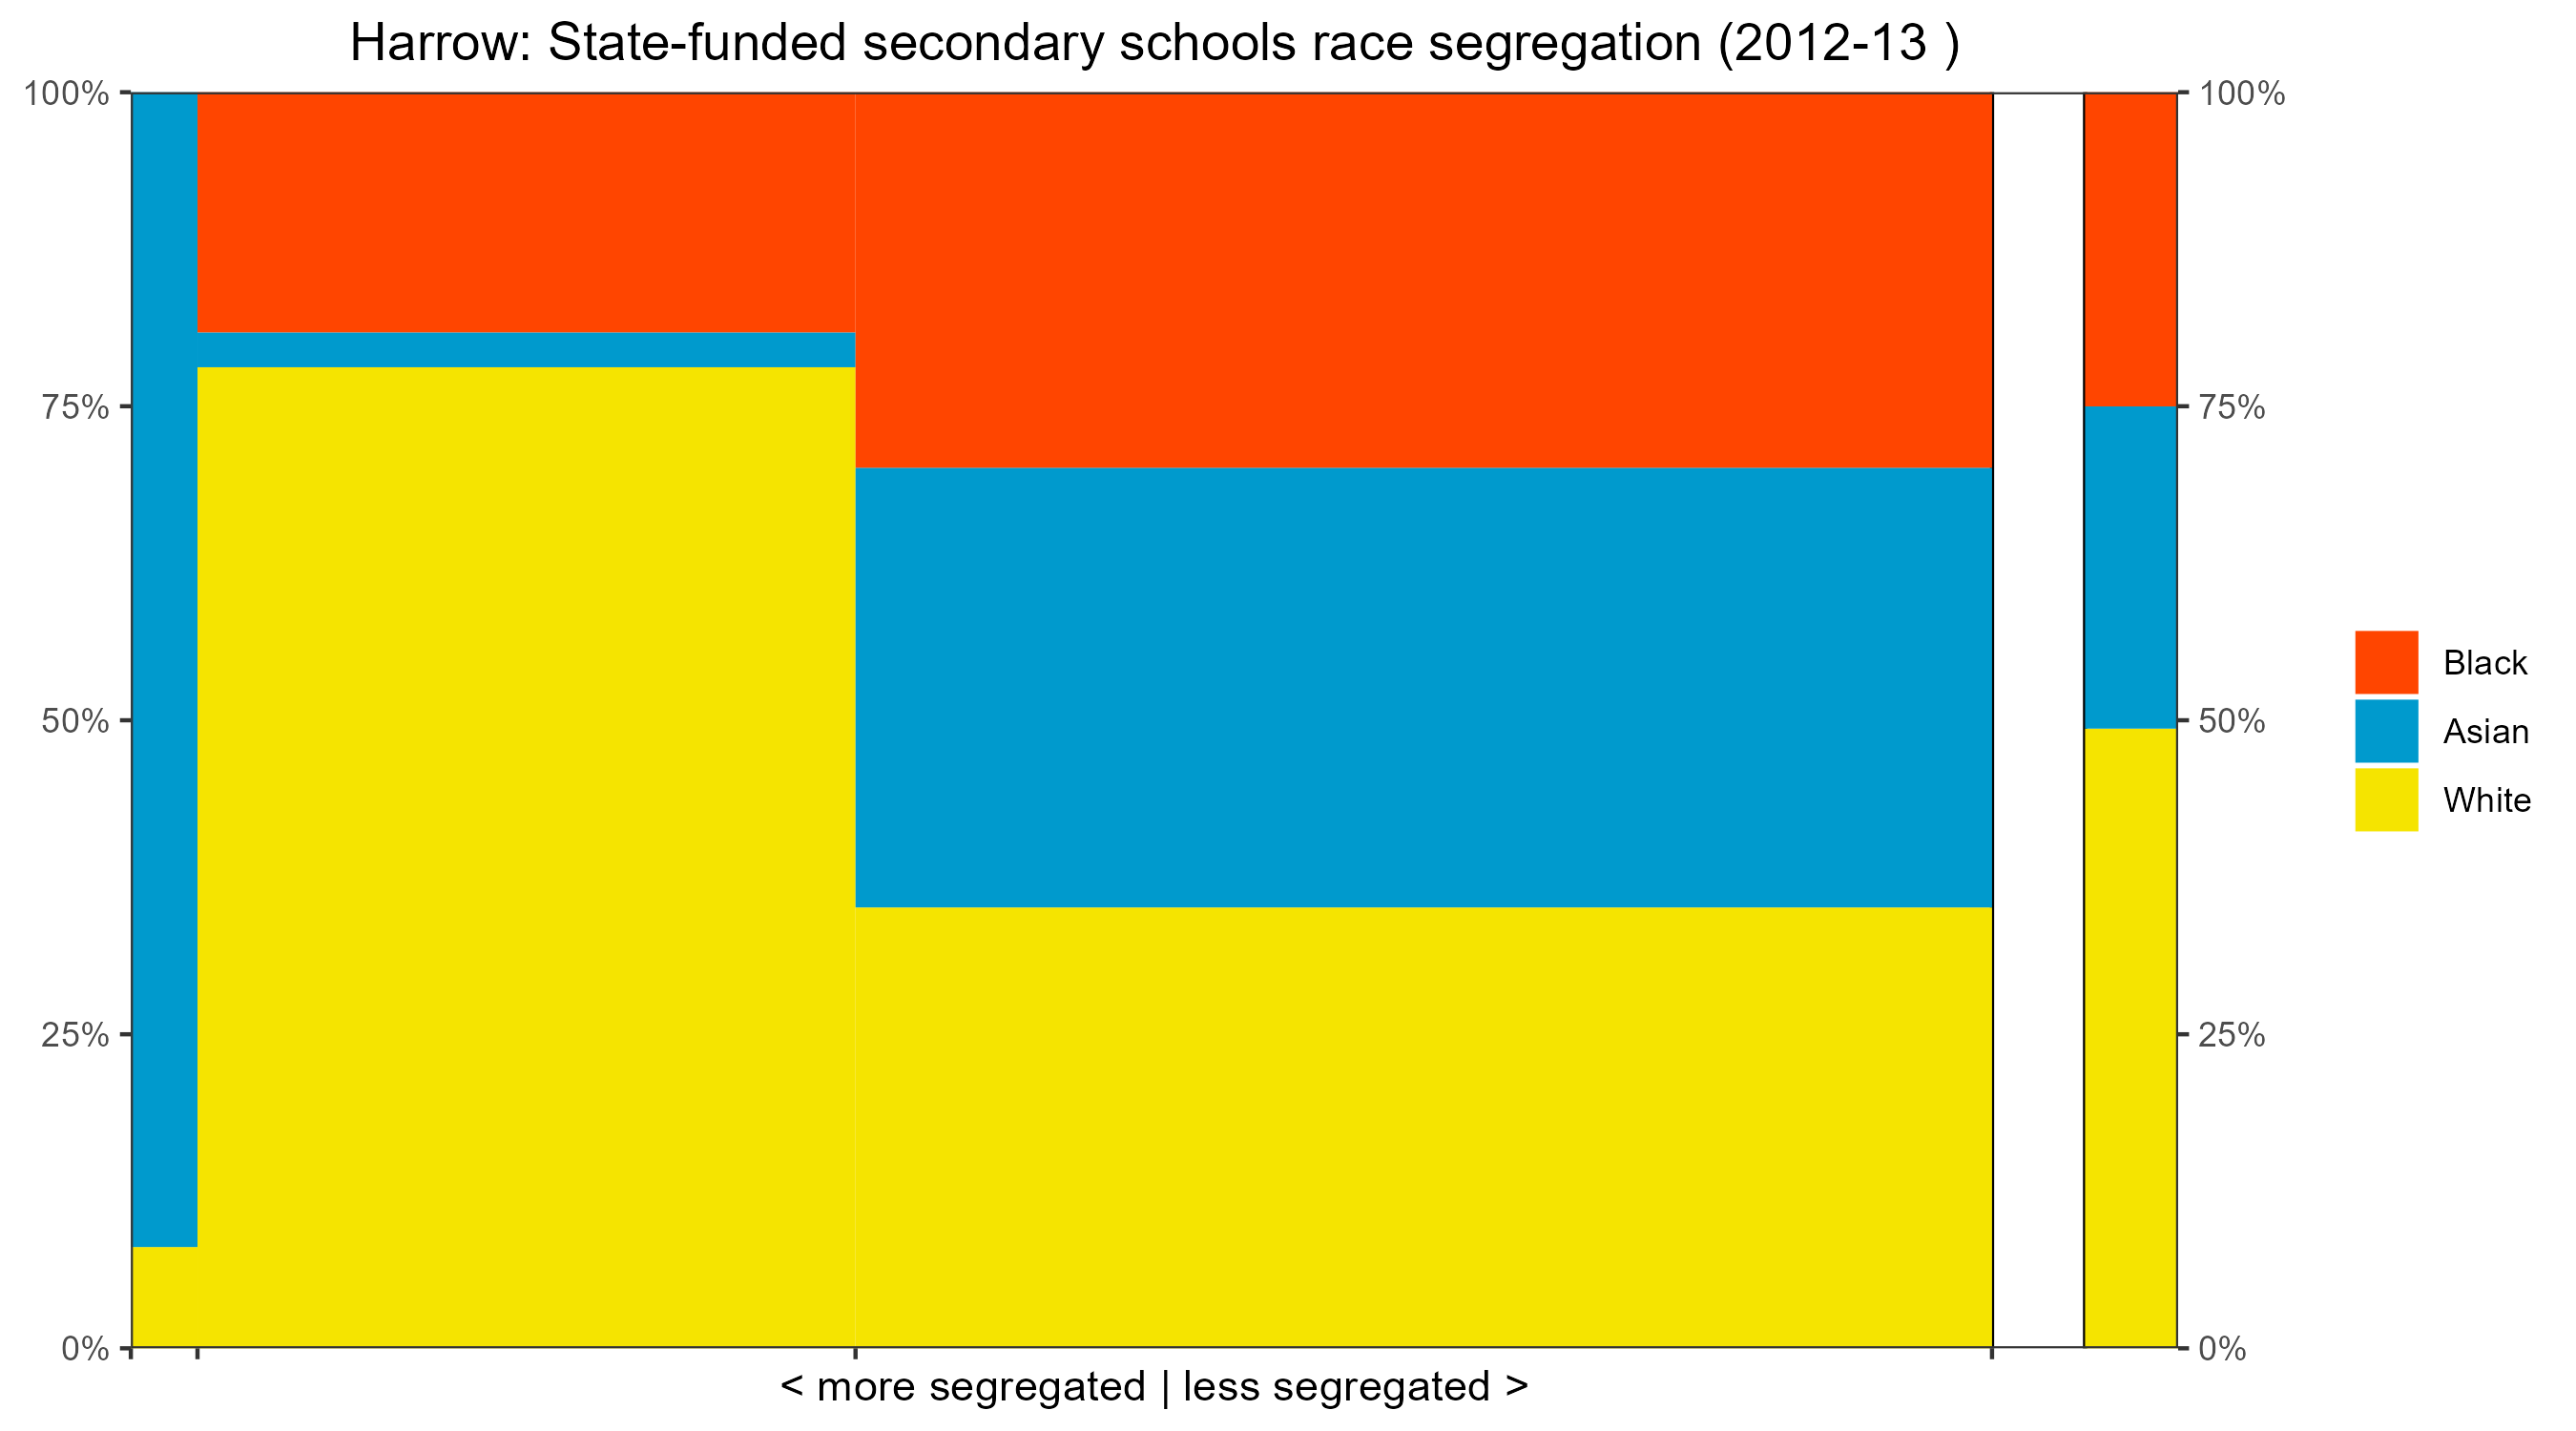 Harrow: State-funded secondary schools race segregation (2012-13 )
100%
75%
50%
25%
0%
100%
75%
50%
25%
0%
Black
Asian
White
< more segregated | less segregated >